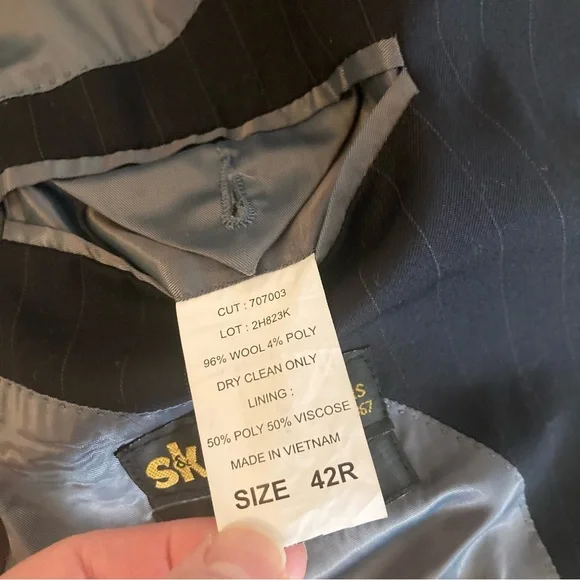 CUT : 707003
LOT : 2H823K
96% WOOL 4% POLY
DRY CLEAN ONLY
LINING :
50% POLY 50% VISCOSE
MADE IN VIETNAM
SIZE 42R
s&k